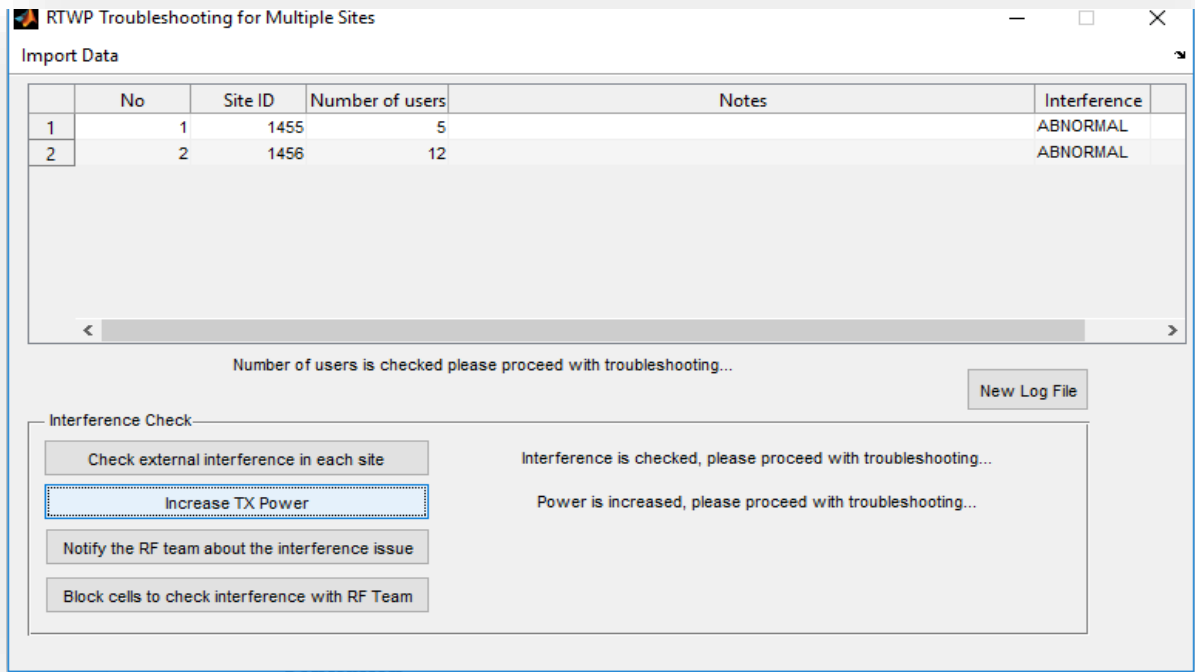 RTWP Troubleshooting for Multiple Sites
Import Data
No Site ID Number of users Notes Interference
1 1 1455 5 ABNORMAL
2 2 1456 12 ABNORMAL
Number of users is checked please proceed with troubleshooting...
New Log File
Interference Check
Check external interference in each site Interference is checked, please proceed with troubleshooting...
Increase TX Power Power is increased, please proceed with troubleshooting...
Notify the RF team about the interference issue
Block cells to check interference with RF Team